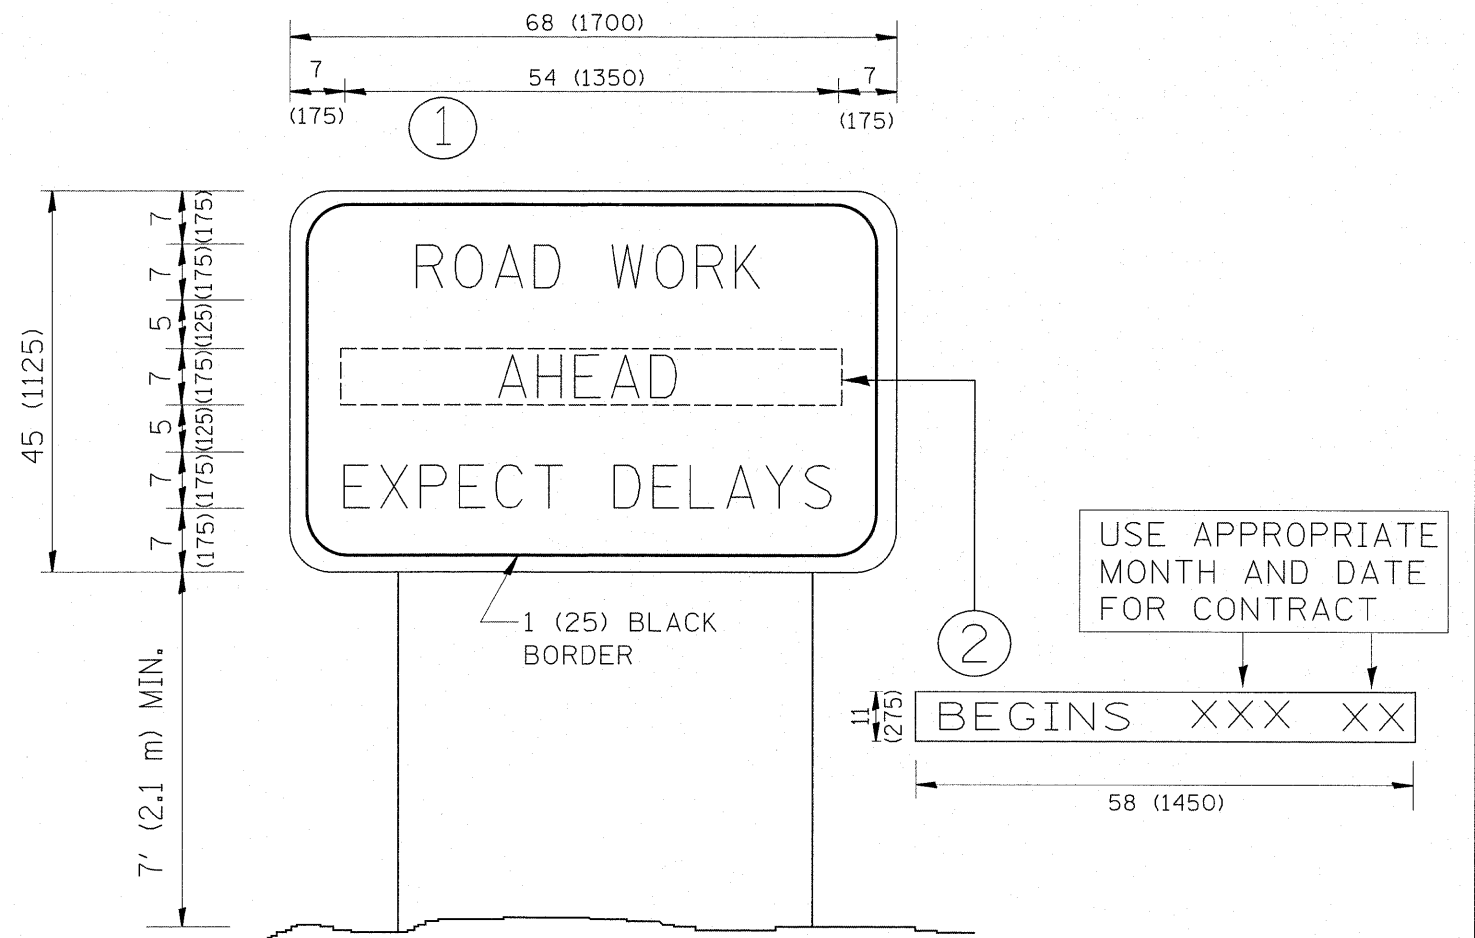 68 (1700)
7
54 (1350)
7
(175)
(175)
1
45 (1125)
7 (175)
7 (175)
5 (125)
7 (175)
5 (125)
7 (175)
7 (175)
ROAD WORK
AHEAD
EXPECT DELAYS
1 (25) BLACK
BORDER
7' (2.1 m) MIN.
2
USE APPROPRIATE
MONTH AND DATE
FOR CONTRACT
11
(275)
BEGINS XXX XX
58 (1450)